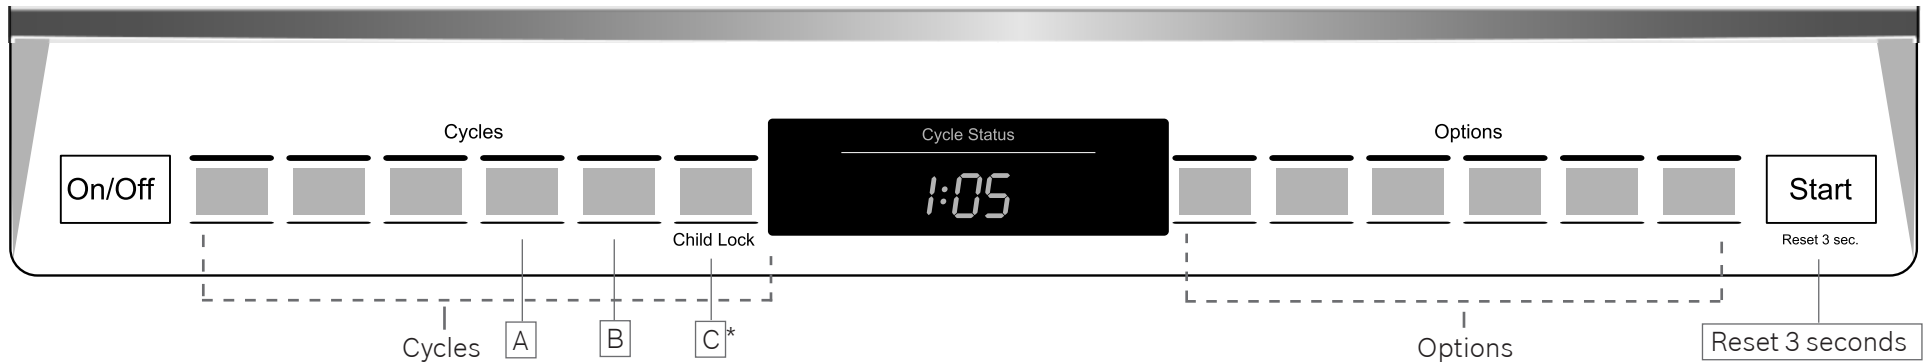 Cycles
Cycle Status
Options
On/Off
1:05
Start
Child Lock
Reset 3 sec.
Cycles
A
B
C*
Options
Reset 3 seconds